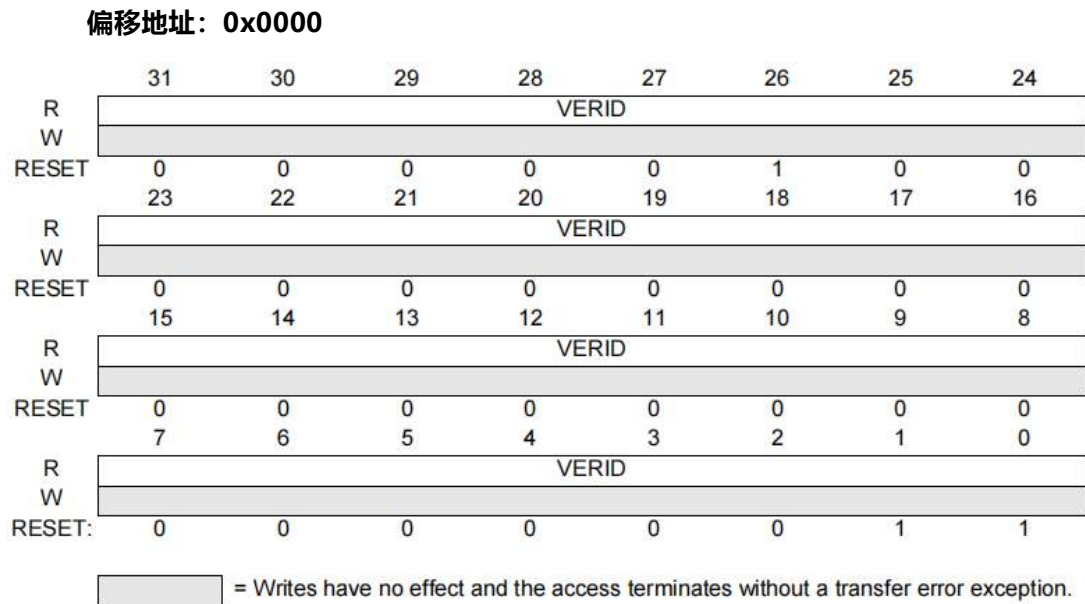 偏移地址：0x0000
31 30 29 28 27 26 25 24
R VERID
W
RESET 0 0 0 0 0 1 0 0
23 22 21 20 19 18 17 16
R VERID
W
RESET 0 0 0 0 0 0 0 0
15 14 13 12 11 10 9 8
R VERID
W
RESET 0 0 0 0 0 0 0 0
7 6 5 4 3 2 1 0
R VERID
W
RESET: 0 0 0 0 0 0 1 1
= Writes have no effect and the access terminates without a transfer error exception.